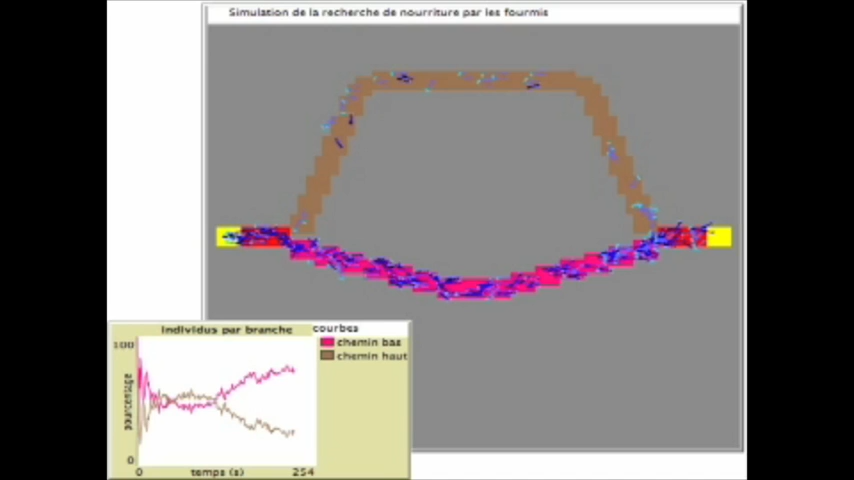 Simulation de la recherche de nourriture par les fourmis
Individus par branche
courbes
chemin bas
chemin haut
100
pourcentage
0
0
temps (s)
254